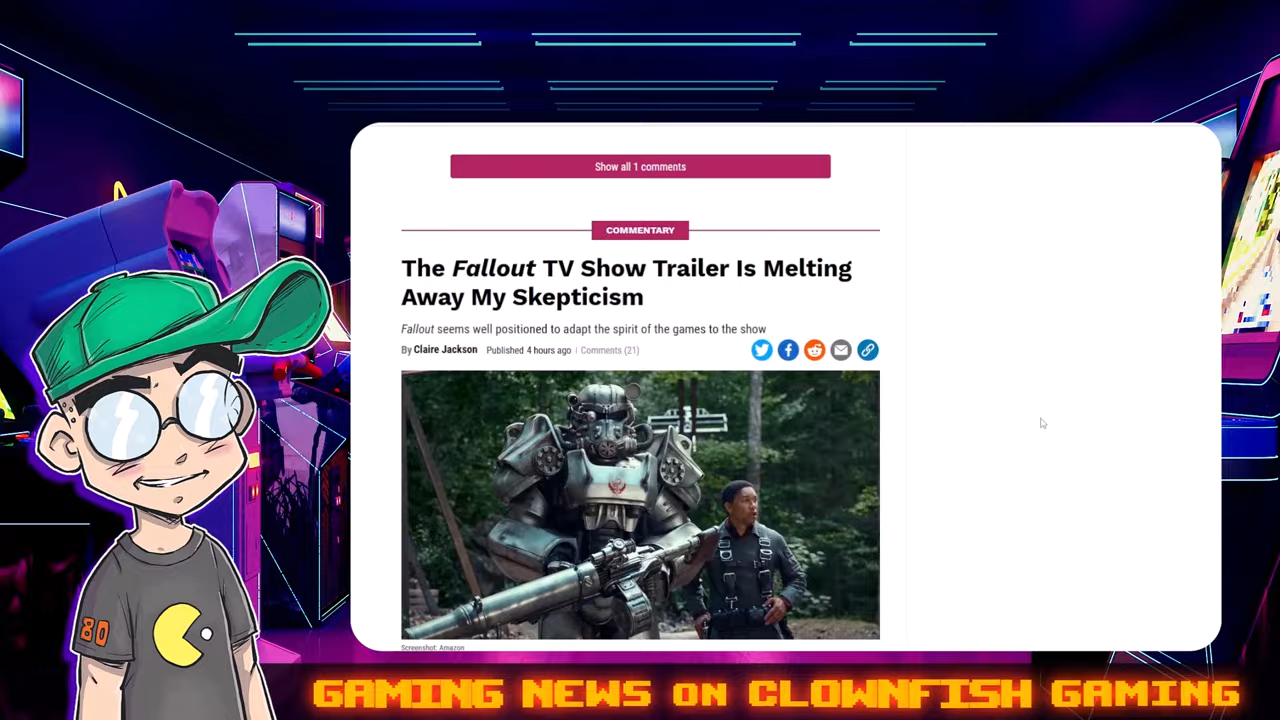 Show all 1 comments
COMMENTARY
The Fallout TV Show Trailer Is Melting
Away My Skepticism
Fallout seems well positioned to adapt the spirit of the games to the show
By Claire Jackson Published 4 hours ago | Comments (21)
Screenshot: Amazon
80
GAMING NEWS ON CLOWNFISH GAMING